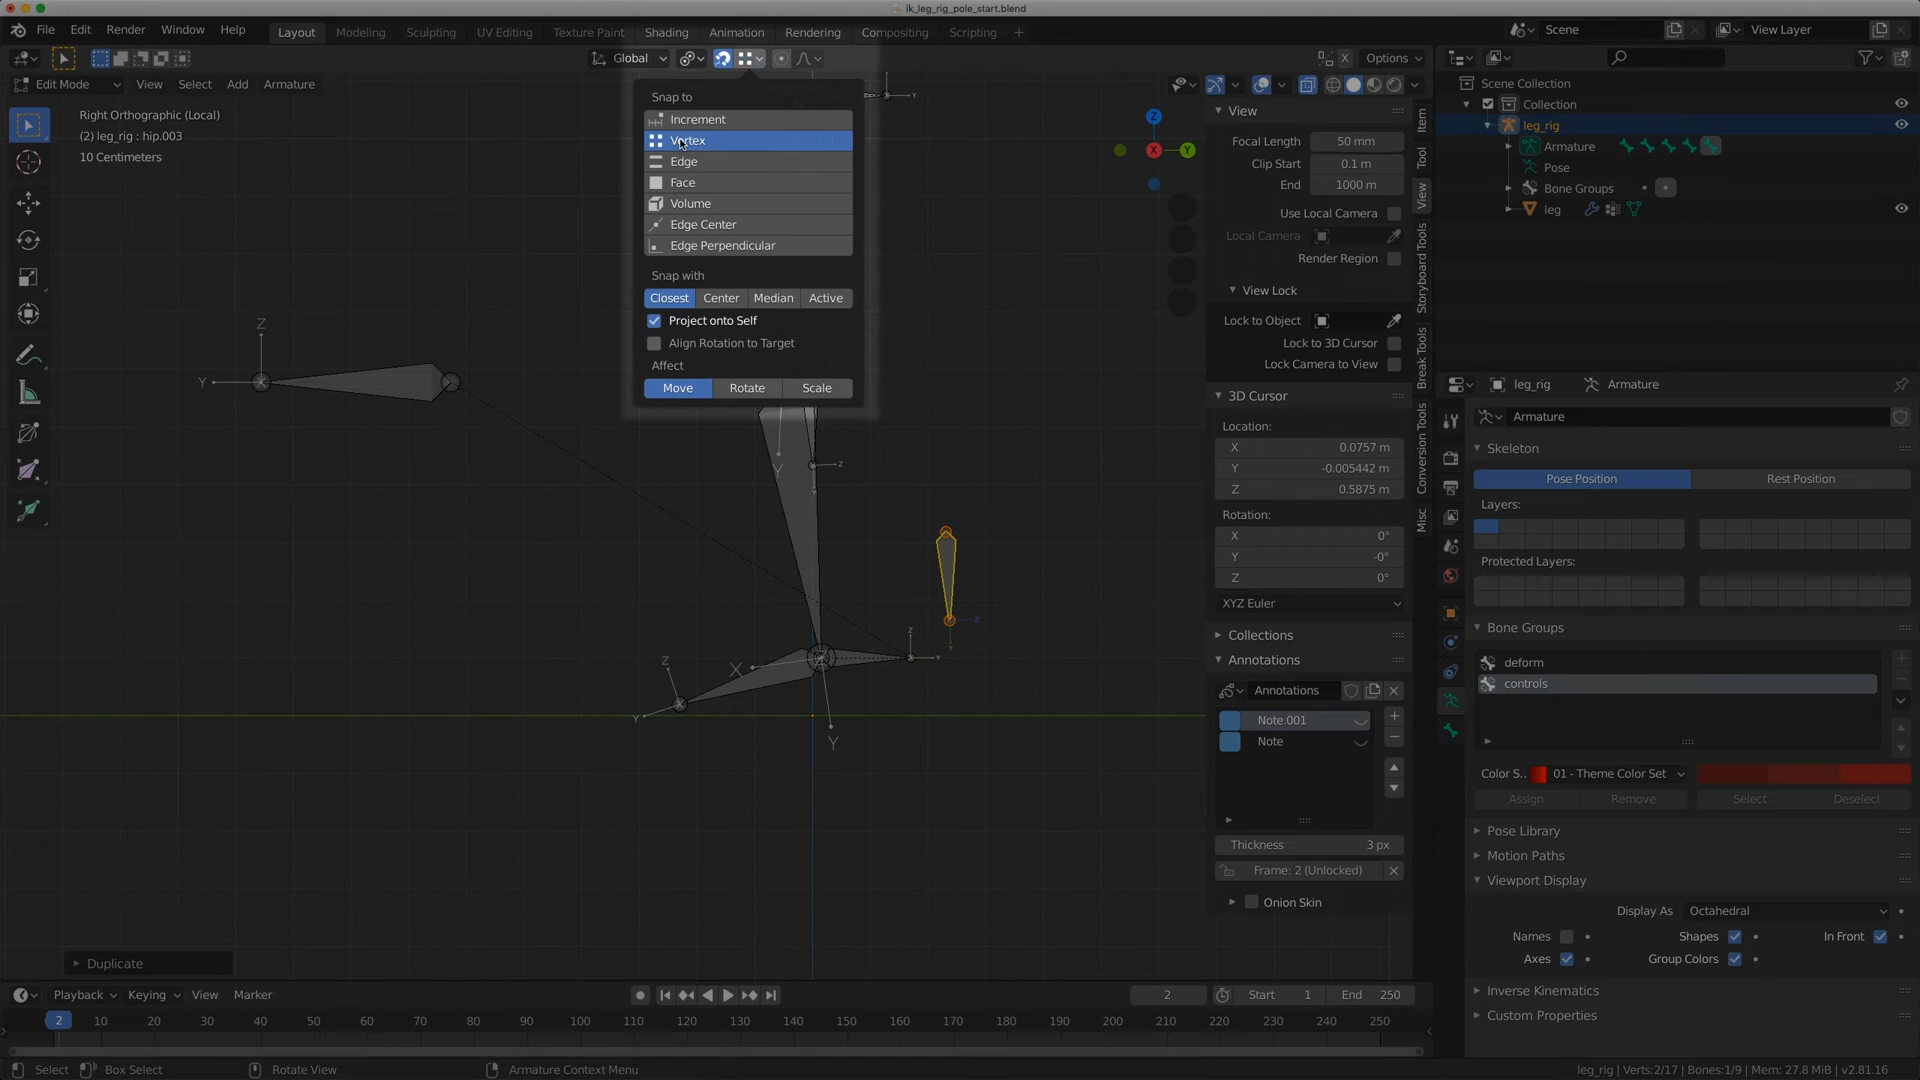 ik_leg_rig_pole_start.blend
File Edit Render Window Help
Layout Modeling Sculpting UV Editing Texture Paint Shading Animation Rendering Compositing Scripting +
Scene
View Layer
Global
Options
Edit Mode View Select Add Armature
Right Orthographic (Local)
(2) leg_rig : hip.003
10 Centimeters
Snap to
Increment
Vertex
Edge
Face
Volume
Edge Center
Edge Perpendicular
Snap with
Closest Center Median Active
Project onto Self
Align Rotation to Target
Affect
Move Rotate Scale
Z
X
Y
View
Focal Length 50 mm
Clip Start 0.1 m
End 1000 m
Use Local Camera
Local Camera
Render Region
View Lock
Lock to Object
Lock to 3D Cursor
Lock Camera to View
3D Cursor
Location:
X 0.0757 m
Y -0.005442 m
Z 0.5875 m
Rotation:
X 0°
Y -0°
Z 0°
XYZ Euler
Collections
Annotations
Annotations
Note.001
Note
Thickness 3 px
Frame: 2 (Unlocked)
Onion Skin
Item
Tool
View
Storyboard Tools
Break Tools
Conversion Tools
Misc
Scene Collection
Collection
leg_rig
Armature
Pose
Bone Groups
leg
leg_rig Armature
Armature
Skeleton
Pose Position Rest Position
Layers:
Protected Layers:
Bone Groups
deform
controls
Color S.. 01 - Theme Color Set
Assign Remove Select Deselect
Pose Library
Motion Paths
Viewport Display
Display As Octahedral
Names Shapes In Front
Axes Group Colors
Inverse Kinematics
Custom Properties
Z
Y
Y
Z
Y
Z
X
Z
Y
Y
Duplicate
Playback Keying View Marker
2 Start 1 End 250
2 10 20 30 40 50 60 70 80 90 100 110 120 130 140 150 160 170 180 190 200 210 220 230 240 250
Select Box Select Rotate View Armature Context Menu
leg_rig | Verts:2/17 | Bones:1/9 | Mem: 27.8 MiB | v2.81.16